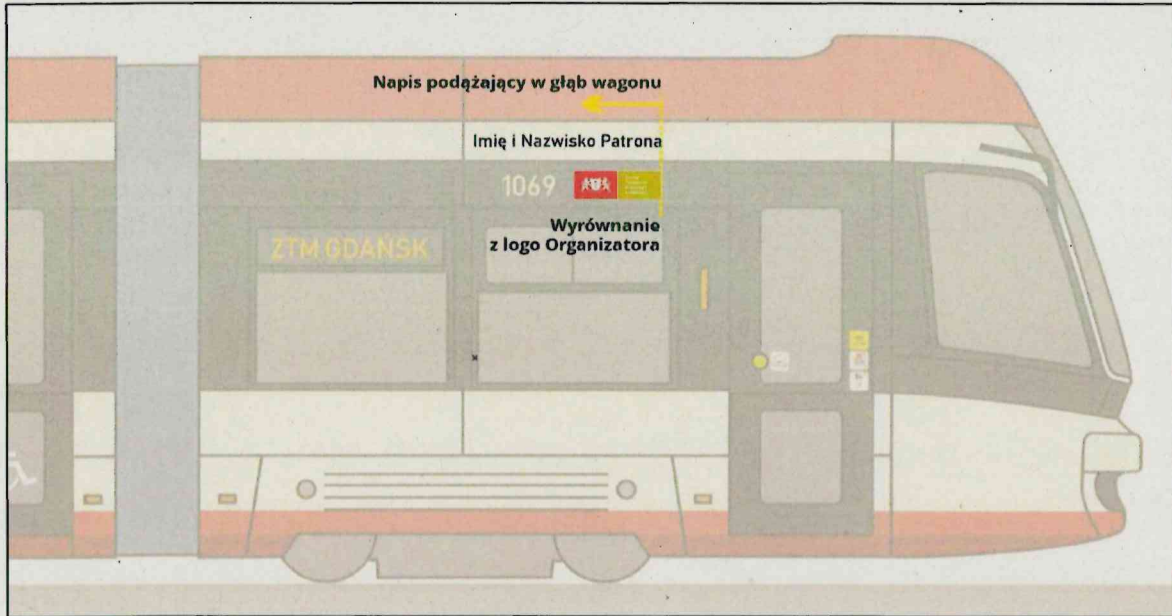 Napis podążający w głąb wagonu
Imię i Nazwisko Patrona
1069
Wyrównanie
z logo Organizatora
ZTM GDAŃSK